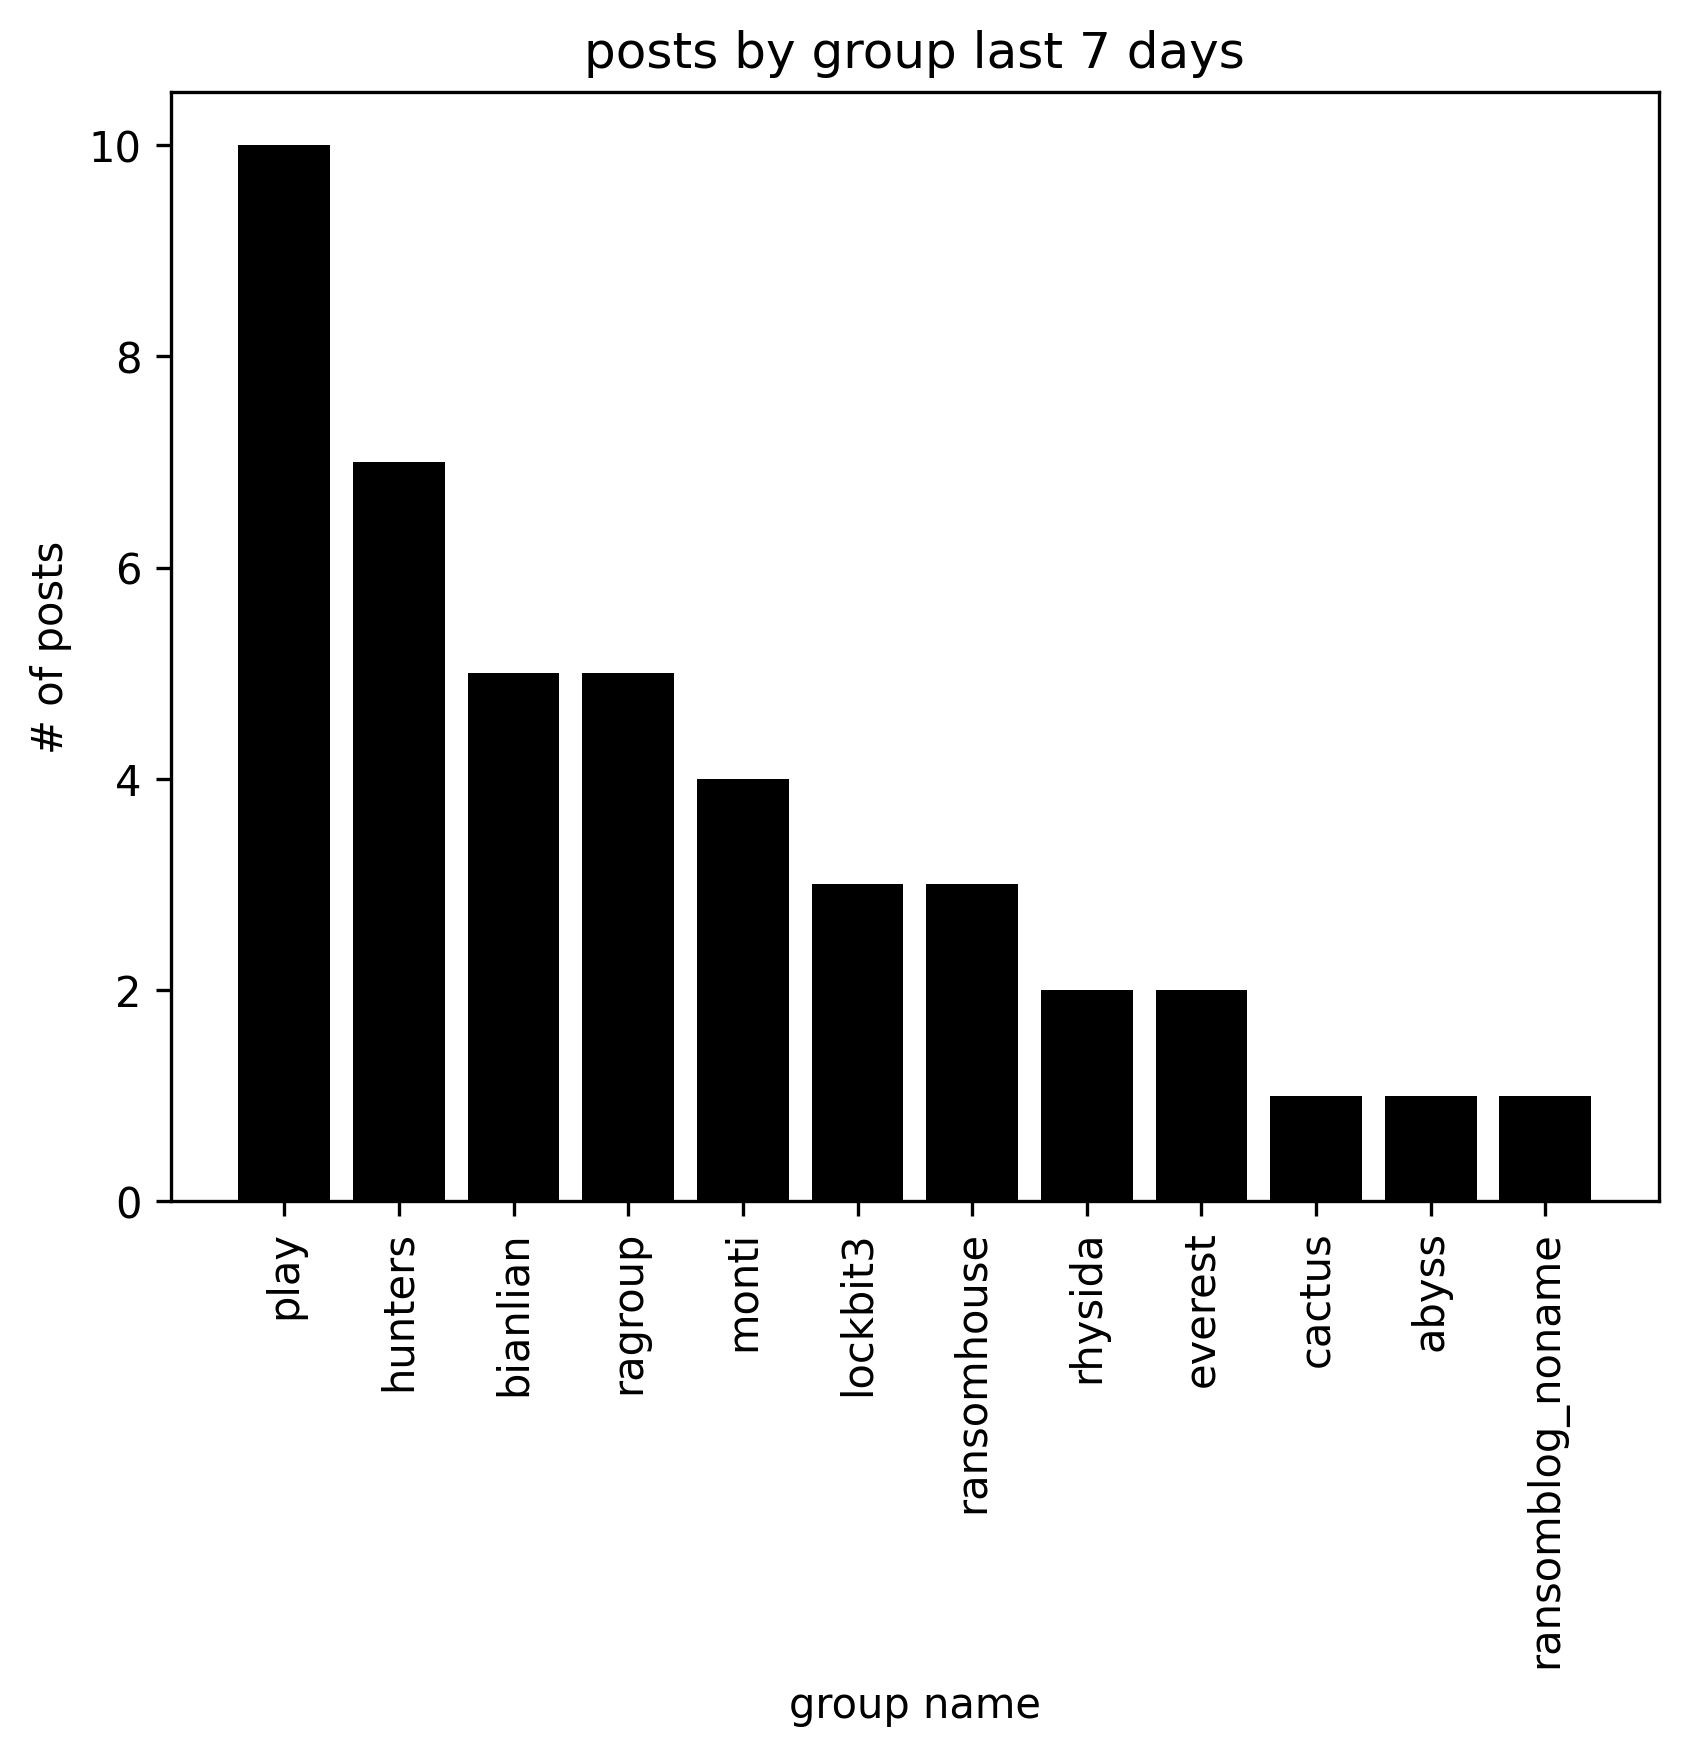 posts by group last 7 days
# of posts
10
8
6
4
2
0
play
hunters
bianlian
ragroup
monti
lockbit3
ransomhouse
rhysida
everest
cactus
abyss
ransomblog_noname
group name